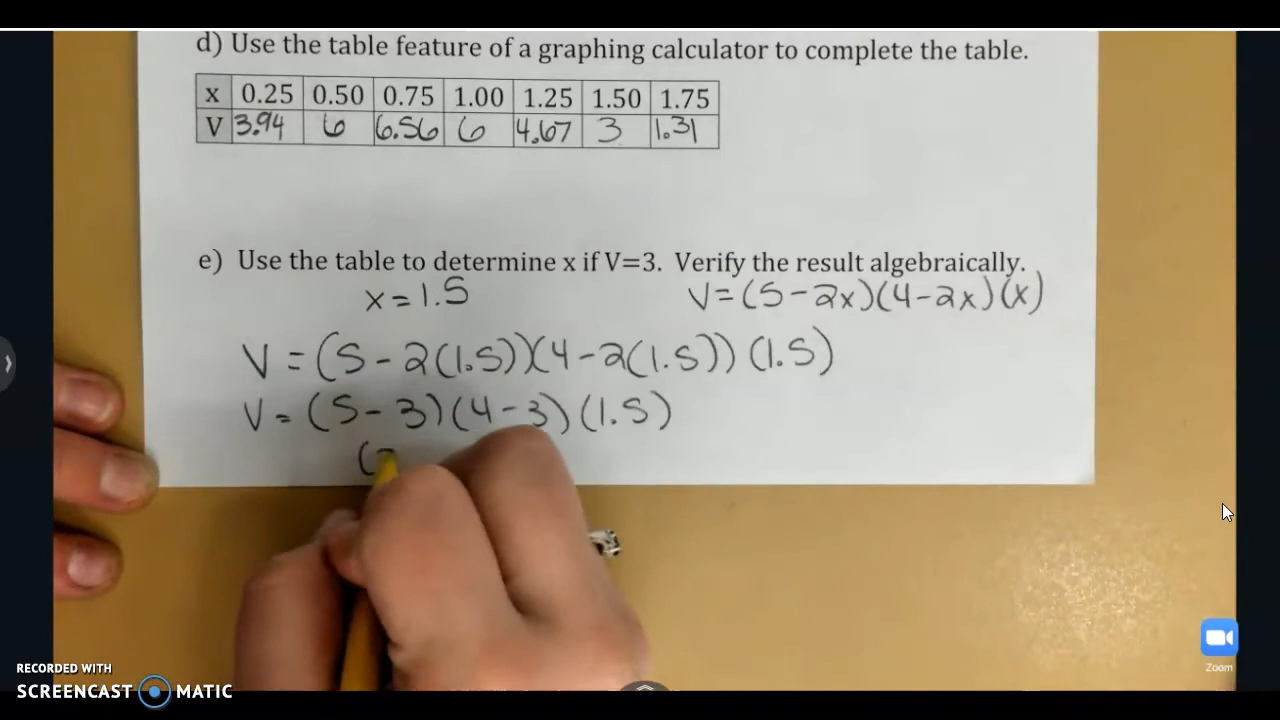 d) Use the table feature of a graphing calculator to complete the table.
x 0.25 0.50 0.75 1.00 1.25 1.50 1.75
V 3.94 6 6.56 6 4.67 3 1.31
e) Use the table to determine x if V=3. Verify the result algebraically.
x = 1.5 V = (5-2x)(4-2x)(x)
V = (5-2(1.5))(4-2(1.5))(1.5)
V = (5-3)(4-3)(1.5)
Zoom
RECORDED WITH
SCREENCAST MATIC